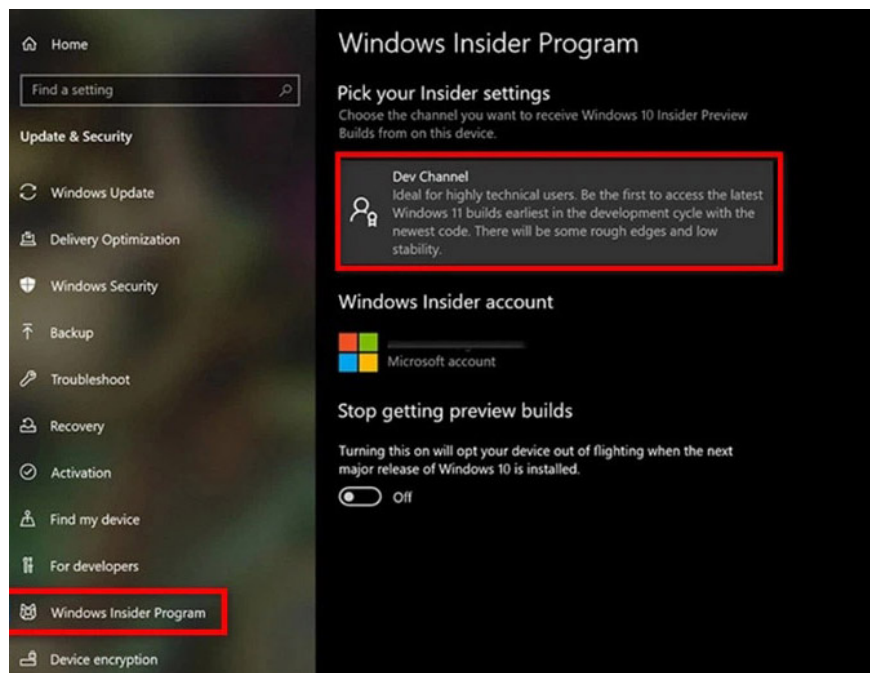 Home
Find a setting
Update & Security
Windows Update
Delivery Optimization
Windows Security
Backup
Troubleshoot
Recovery
Activation
Find my device
For developers
Windows Insider Program
Device encryption
Windows Insider Program
Pick your Insider settings
Choose the channel you want to receive Windows 10 Insider Preview
Builds from on this device.
Dev Channel
Ideal for highly technical users. Be the first to access the latest
Windows 11 builds earliest in the development cycle with the
newest code. There will be some rough edges and low
stability.
Windows Insider account
Microsoft account
Stop getting preview builds
Turning this on will opt your device out of flighting when the next
major release of Windows 10 is installed.
Off